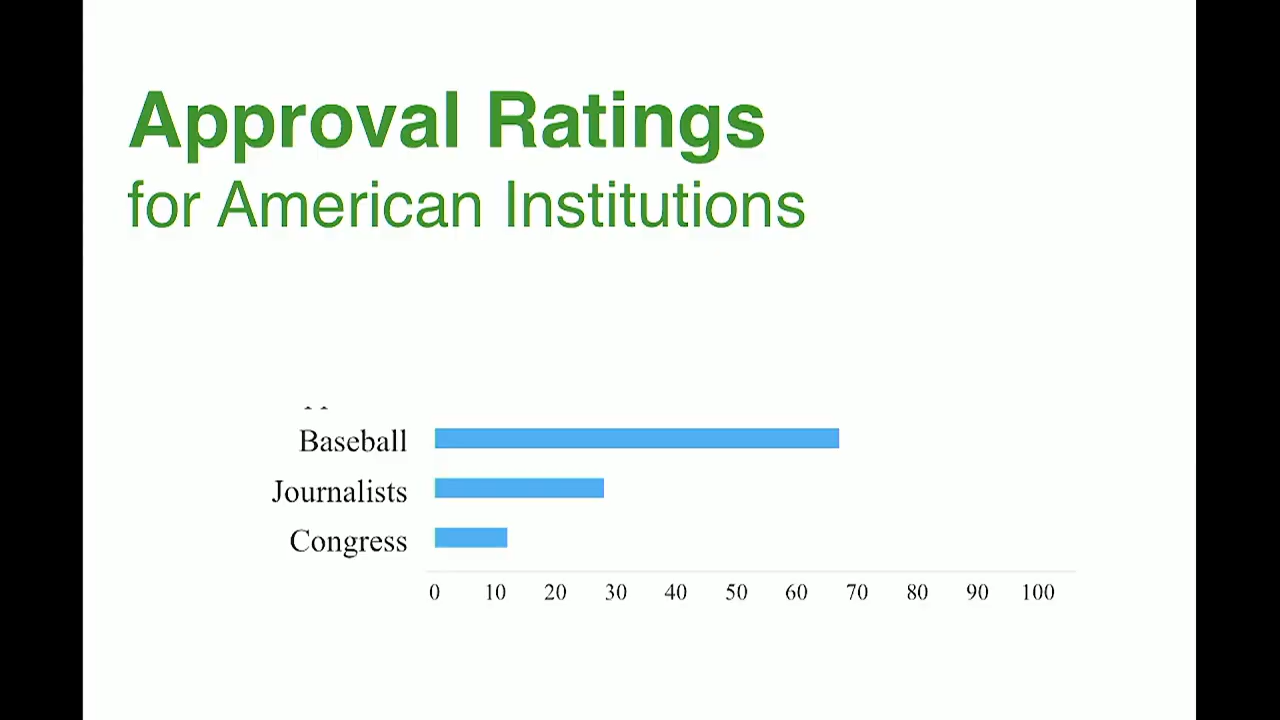 Approval Ratings
for American Institutions
Baseball
Journalists
Congress
0 10 20 30 40 50 60 70 80 90 100